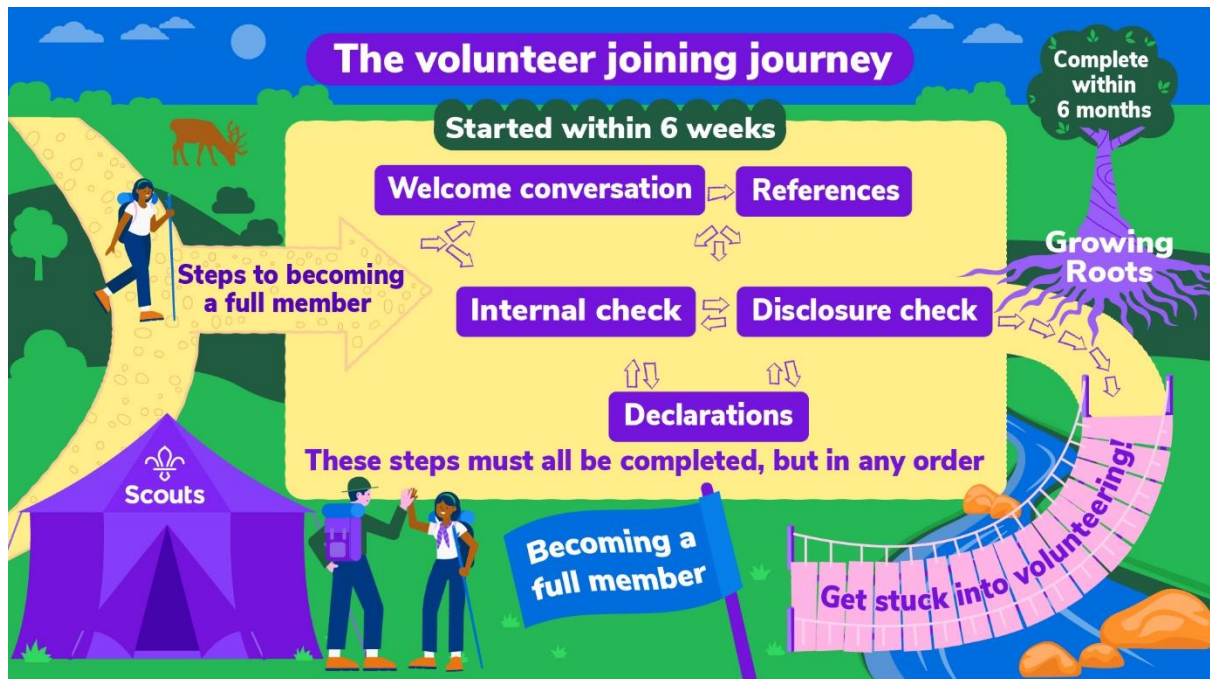 The volunteer joining journey
Complete
within
6 months
Started within 6 weeks
Welcome conversation
References
Steps to becoming
a full member
Growing
Roots
Internal check
Disclosure check
Declarations
These steps must all be completed, but in any order
Scouts
Becoming a
full member
Get stuck into volunteering!